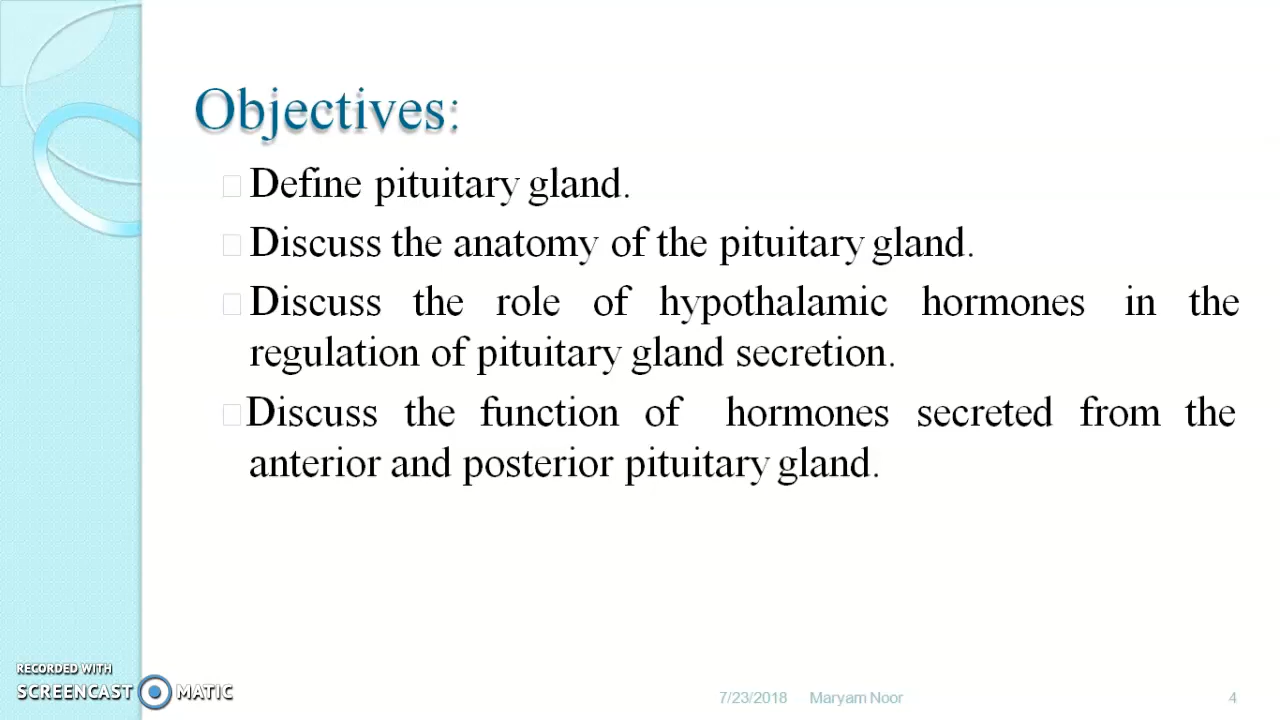 Objectives:
Define pituitary gland.
Discuss the anatomy of the pituitary gland.
Discuss the role of hypothalamic hormones in the
regulation of pituitary gland secretion.
Discuss the function of hormones secreted from the
anterior and posterior pituitary gland.
RECORDED WITH
SCREENCAST MATIC
7/23/2018 Maryam Noor 4